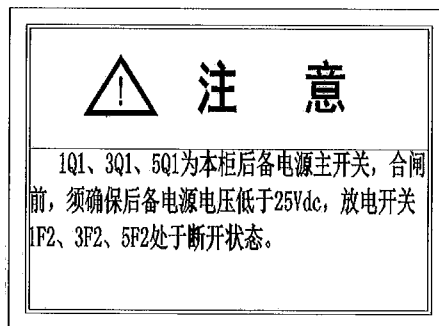 注 意
1Q1、3Q1、5Q1为本柜后备电源主开关，合闸
前，须确保后备电源电压低于25Vdc，放电开关
1F2、3F2、5F2处于断开状态。